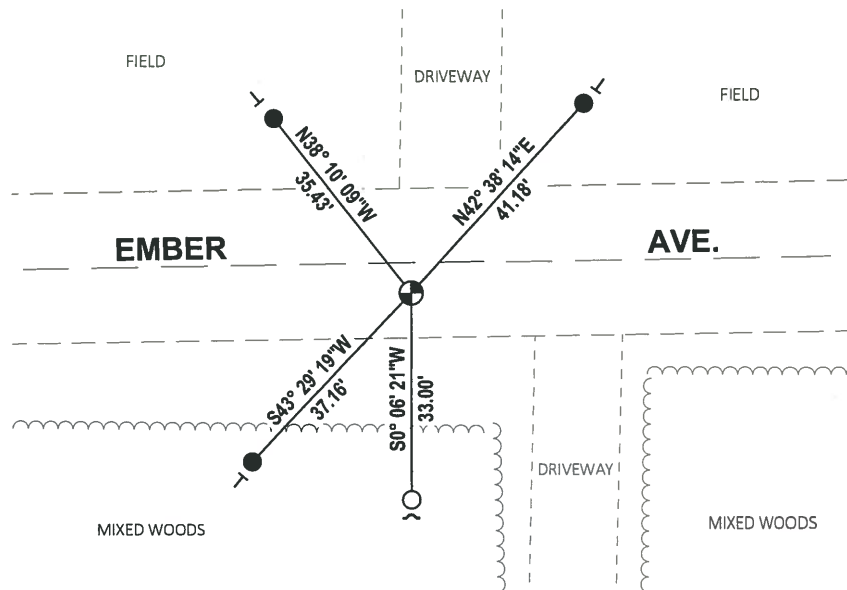 FIELD
DRIVEWAY
FIELD
N38° 10' 09"W
35.43'
N42° 38' 14"E
41.18'
EMBER AVE.
S43° 29' 19"W
37.16'
S0° 06' 21"W
33.00'
DRIVEWAY
MIXED WOODS
MIXED WOODS